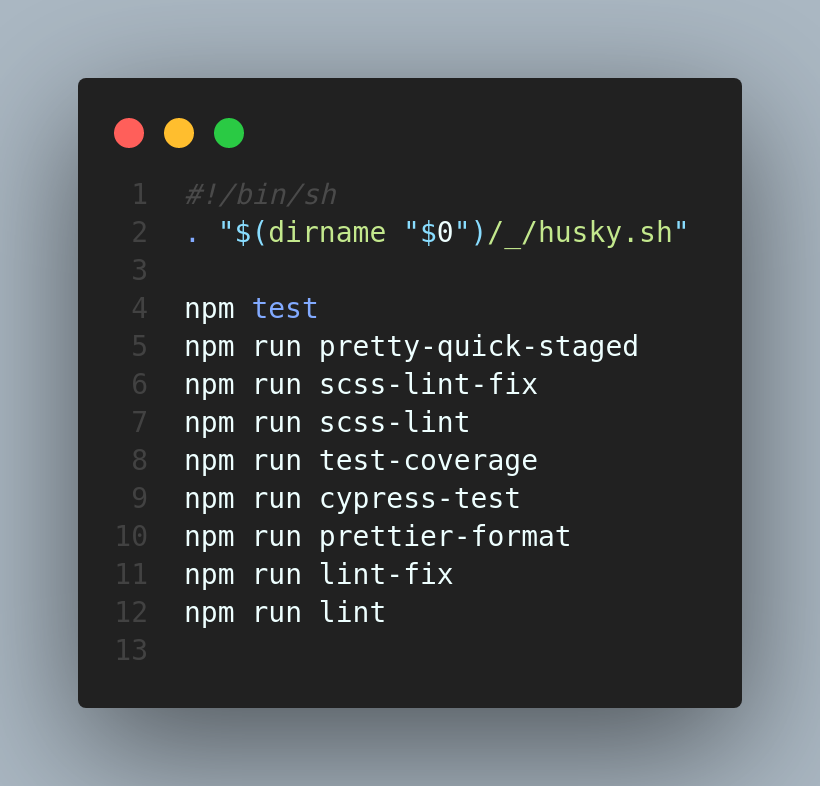 1 #!/bin/sh
2 . "$(dirname "$0")/_/husky.sh"
3
4 npm test
5 npm run pretty-quick-staged
6 npm run scss-lint-fix
7 npm run scss-lint
8 npm run test-coverage
9 npm run cypress-test
10 npm run prettier-format
11 npm run lint-fix
12 npm run lint
13